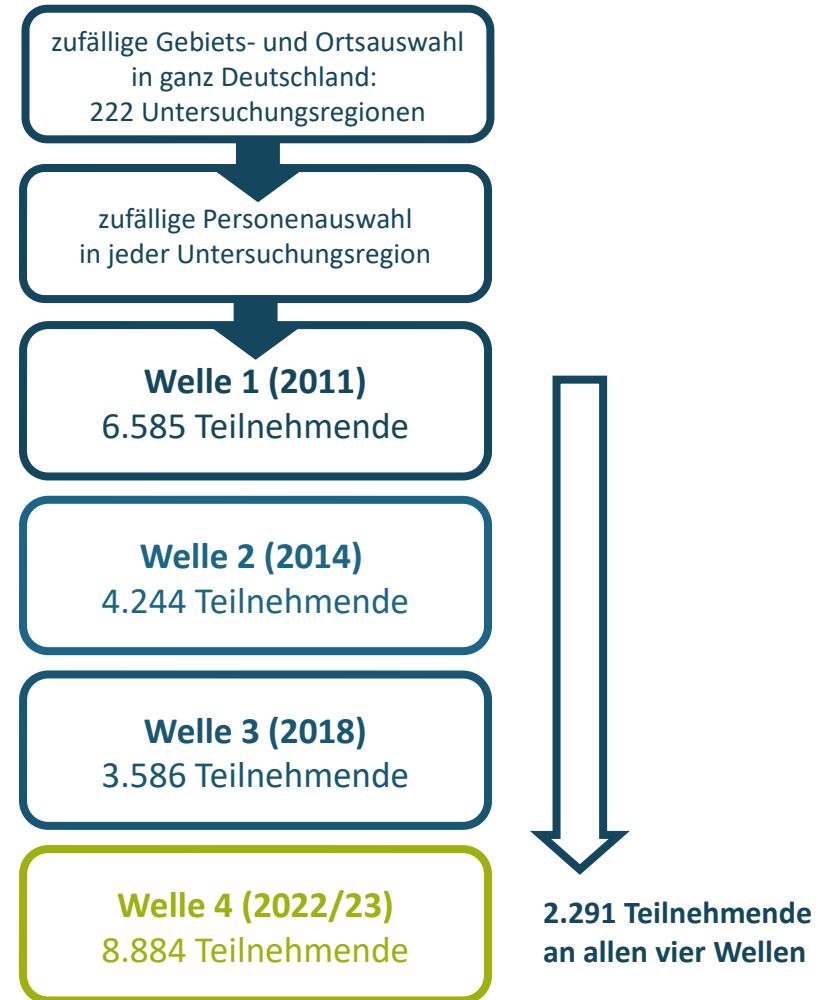 zufällige Gebiets- und Ortsauswahl
in ganz Deutschland:
222 Untersuchungsregionen
zufällige Personenauswahl
in jeder Untersuchungsregion
Welle 1 (2011)
6.585 Teilnehmende
Welle 2 (2014)
4.244 Teilnehmende
Welle 3 (2018)
3.586 Teilnehmende
Welle 4 (2022/23)
8.884 Teilnehmende
2.291 Teilnehmende
an allen vier Wellen